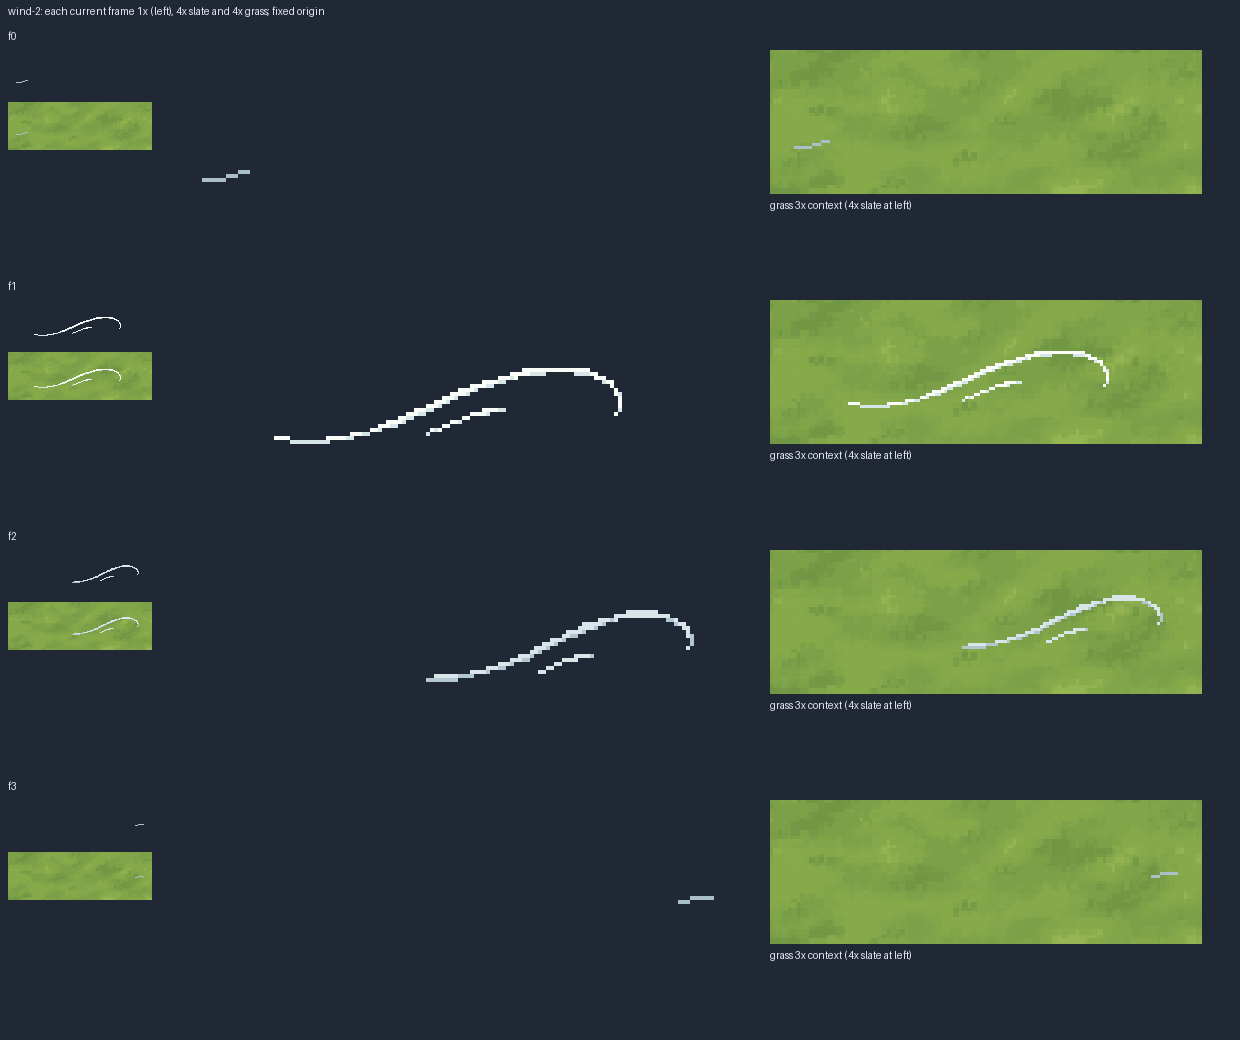 wind-2: each current frame 1x (left), 4x slate and 4x grass; fixed origin
f0
grass 3x context (4x slate at left)
f1
grass 3x context (4x slate at left)
f2
grass 3x context (4x slate at left)
f3
grass 3x context (4x slate at left)